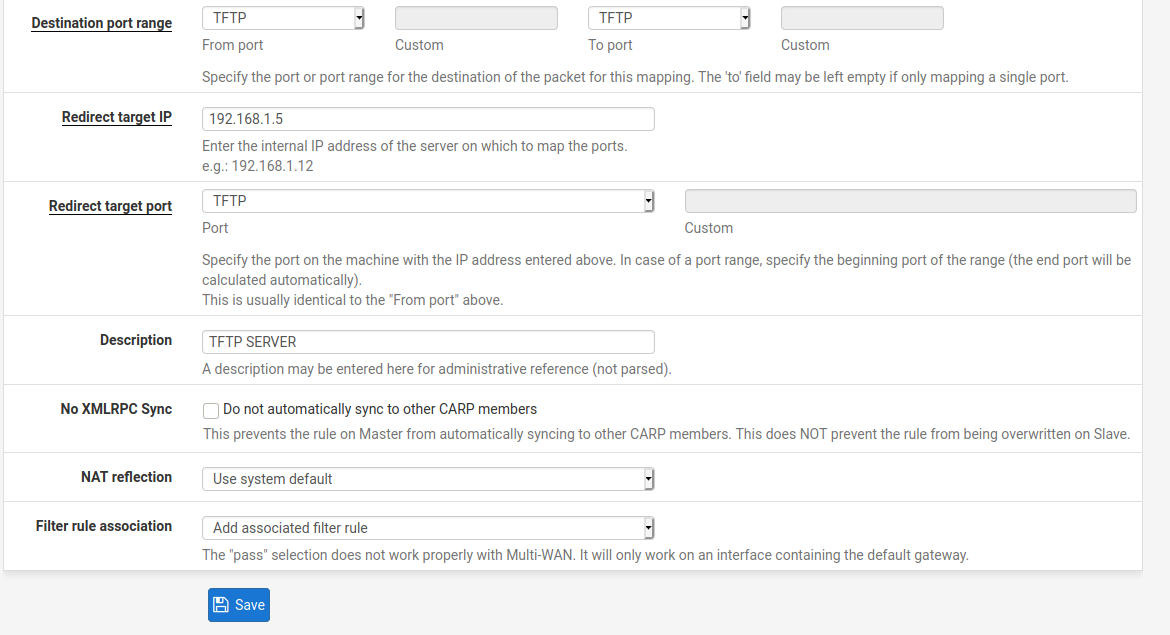 Destination port range
TFTP
TFTP
From port
Custom
To port
Custom
Specify the port or port range for the destination of the packet for this mapping. The 'to' field may be left empty if only mapping a single port.
Redirect target IP
192.168.1.5
Enter the internal IP address of the server on which to map the ports.
e.g.: 192.168.1.12
Redirect target port
TFTP
Port
Custom
Specify the port on the machine with the IP address entered above. In case of a port range, specify the beginning port of the range (the end port will be
calculated automatically).
This is usually identical to the "From port" above.
Description
TFTP SERVER
A description may be entered here for administrative reference (not parsed).
No XMLRPC Sync
Do not automatically sync to other CARP members
This prevents the rule on Master from automatically syncing to other CARP members. This does NOT prevent the rule from being overwritten on Slave.
NAT reflection
Use system default
Filter rule association
Add associated filter rule
The "pass" selection does not work properly with Multi-WAN. It will only work on an interface containing the default gateway.
Save